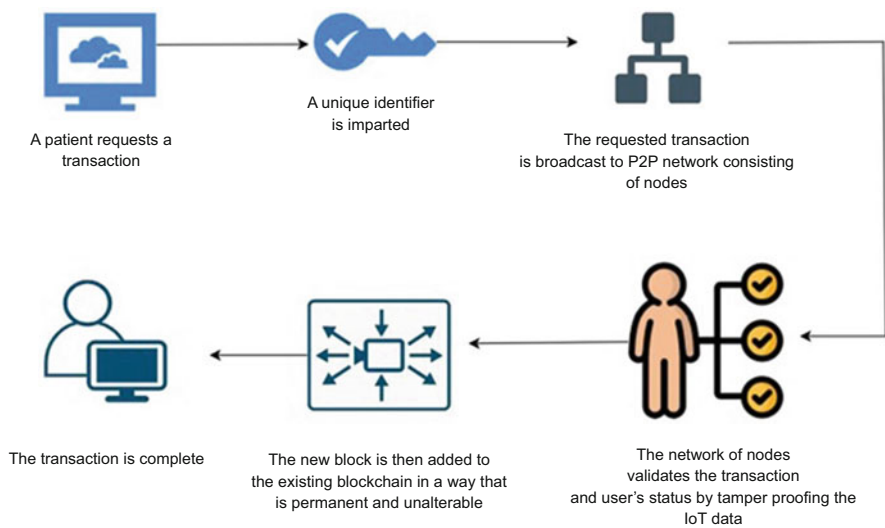 A patient requests a
transaction
A unique identifier
is imparted
The requested transaction
is broadcast to P2P network consisting
of nodes
The network of nodes
validates the transaction
and user's status by tamper proofing the
IoT data
The new block is then added to
the existing blockchain in a way that
is permanent and unalterable
The transaction is complete